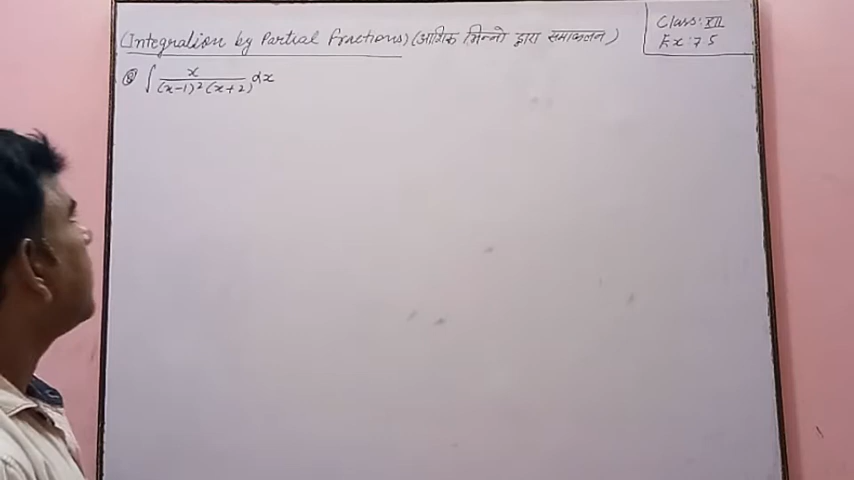 (Integration by Partial Fractions) (आंशिक भिन्नो द्वारा समाकलन)
Class: XII
Ex: 7.5
Q ∫ x/((x-1)²(x+2)) dx